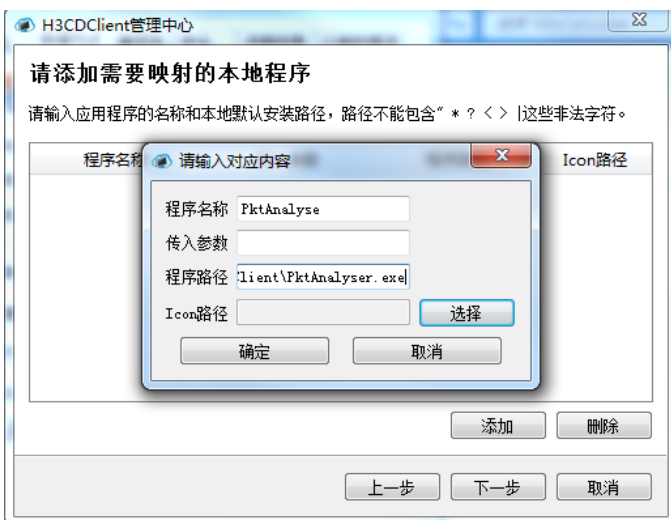 H3CDClient管理中心
请添加需要映射的本地程序
请输入应用程序的名称和本地默认安装路径，路径不能包含“ * ? < > |这些非法字符。
程序名称
Icon路径
请输入对应内容
程序名称 PktAnalyse
传入参数
程序路径 Client\PktAnalyser.exe
Icon路径 选择
确定 取消
添加 删除
上一步 下一步 取消